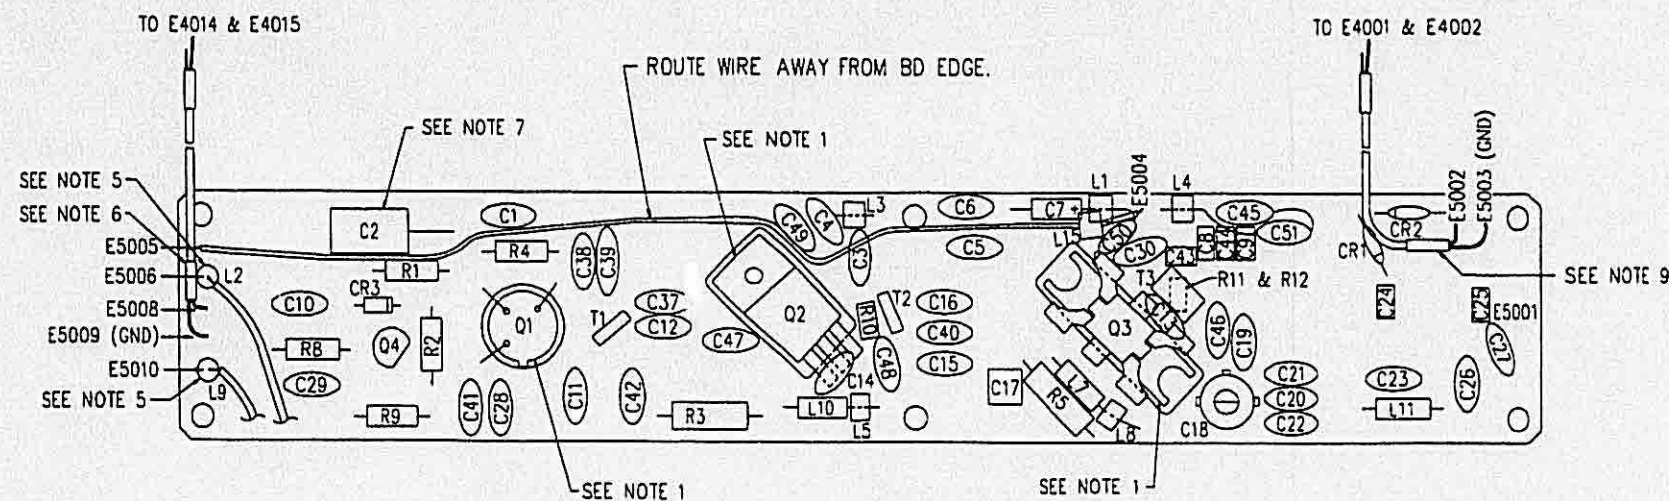 TO E4014 & E4015
TO E4001 & E4002
ROUTE WIRE AWAY FROM BD EDGE.
SEE NOTE 7
SEE NOTE 1
SEE NOTE 5
SEE NOTE 6
E5005
E5006
L2
E5008
E5009 (GND)
E5010
SEE NOTE 5
L9
C2
C1
R4
R1
CR3
C10
R8
C29
R9
Q4
R2
Q1
C38
C39
C37
C12
T1
C41
C28
C11
C42
R3
C47
Q2
C49
C4
L3
C3
C6
C5
C7+
L1
E5004
L4
L15
C30
C43
C8
C44
C9
C45
C51
T3
R11 & R12
R10
T2
C16
C40
C15
C48
C14
L10
L5
C17
R5
L7
L8
Q3
C46
C19
C18
C21
C20
C22
CR1
CR2
E5002
E5003 (GND)
SEE NOTE 9
C24
C25
E5001
C27
C23
L11
C26
SEE NOTE 1
SEE NOTE 1